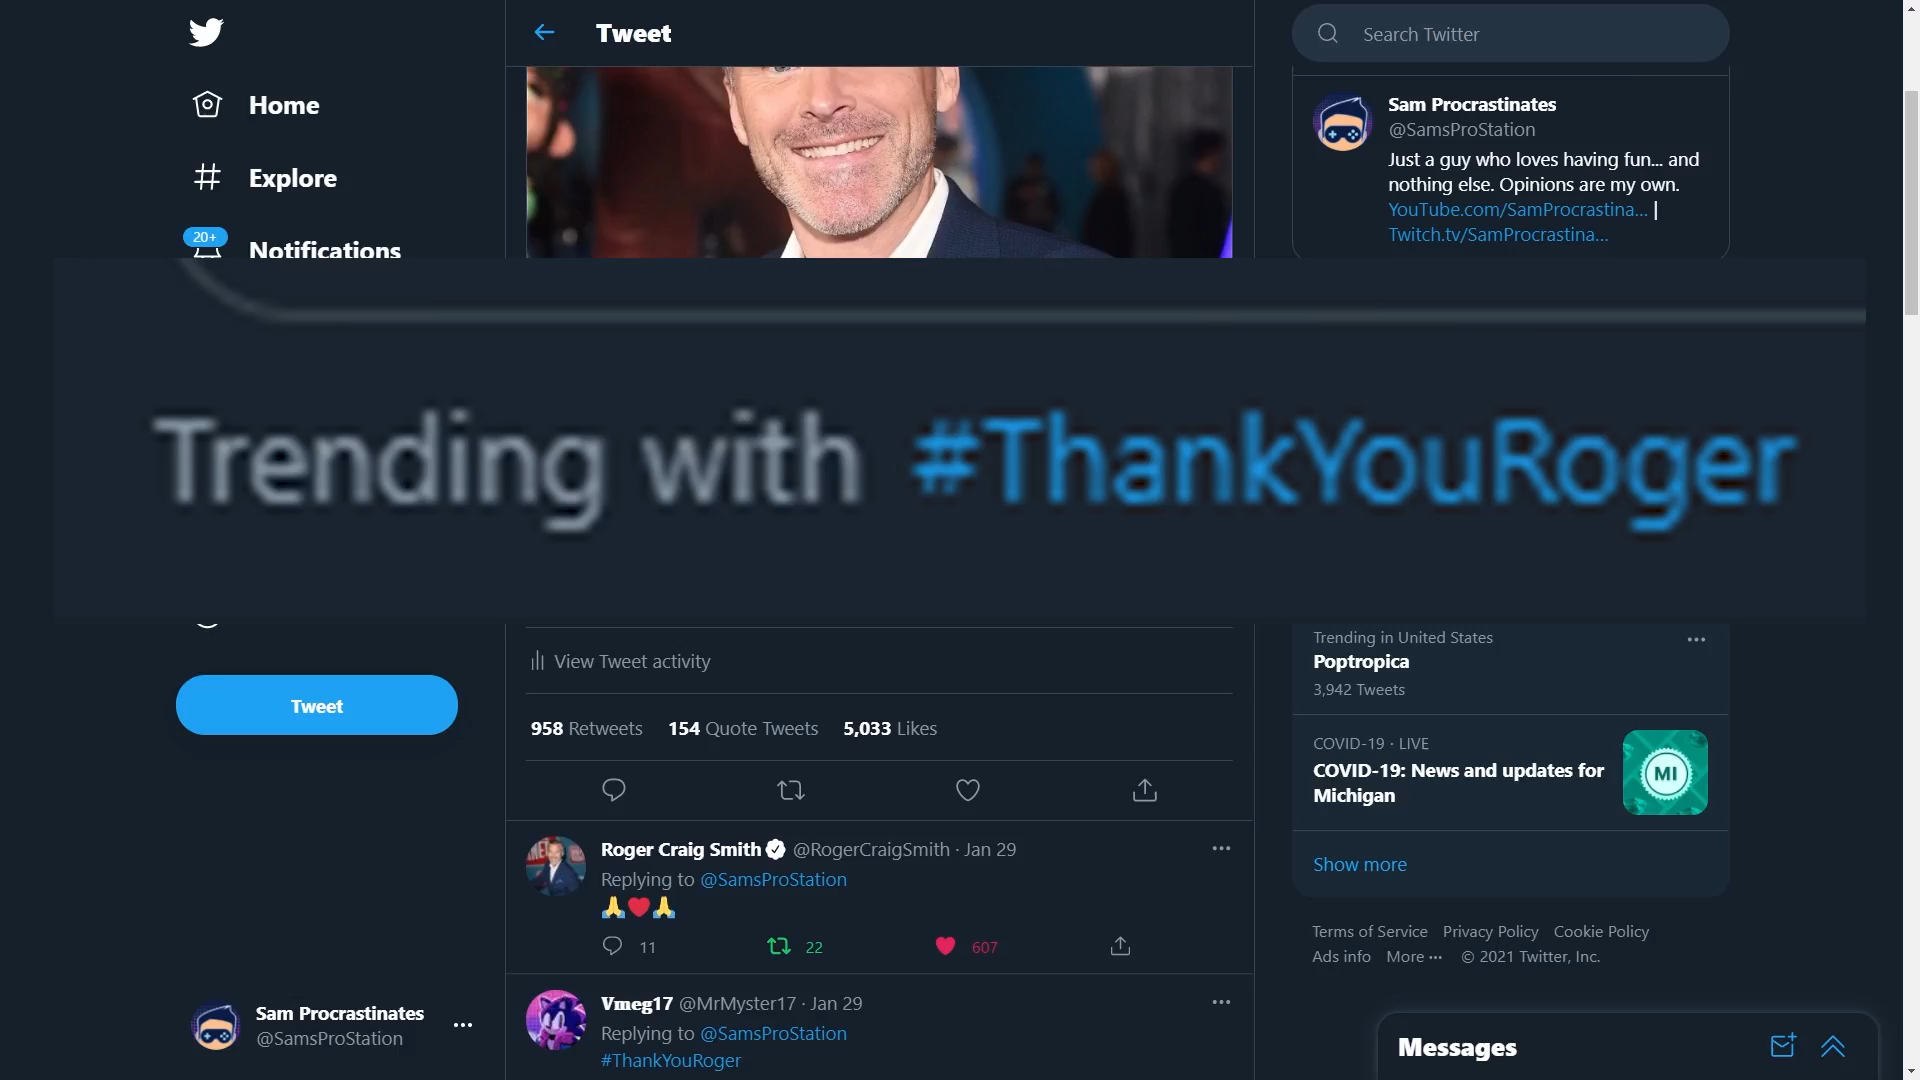 Tweet
Search Twitter
Home
Explore
20+
Notifications
Sam Procrastinates
@SamsProStation
Just a guy who loves having fun... and
nothing else. Opinions are my own.
YouTube.com/SamProcrastina... |
Twitch.tv/SamProcrastina...
Trending with #ThankYouRoger
Tweet
View Tweet activity
958 Retweets 154 Quote Tweets 5,033 Likes
Roger Craig Smith @RogerCraigSmith · Jan 29
Replying to @SamsProStation
🙏❤️🙏
11 22 607
Vmeg17 @MrMyster17 · Jan 29
Replying to @SamsProStation
#ThankYouRoger
Trending in United States
Poptropica
3,942 Tweets
COVID-19 · LIVE
COVID-19: News and updates for
Michigan
MI
Show more
Terms of Service Privacy Policy Cookie Policy
Ads info More ··· © 2021 Twitter, Inc.
Sam Procrastinates
@SamsProStation
Messages